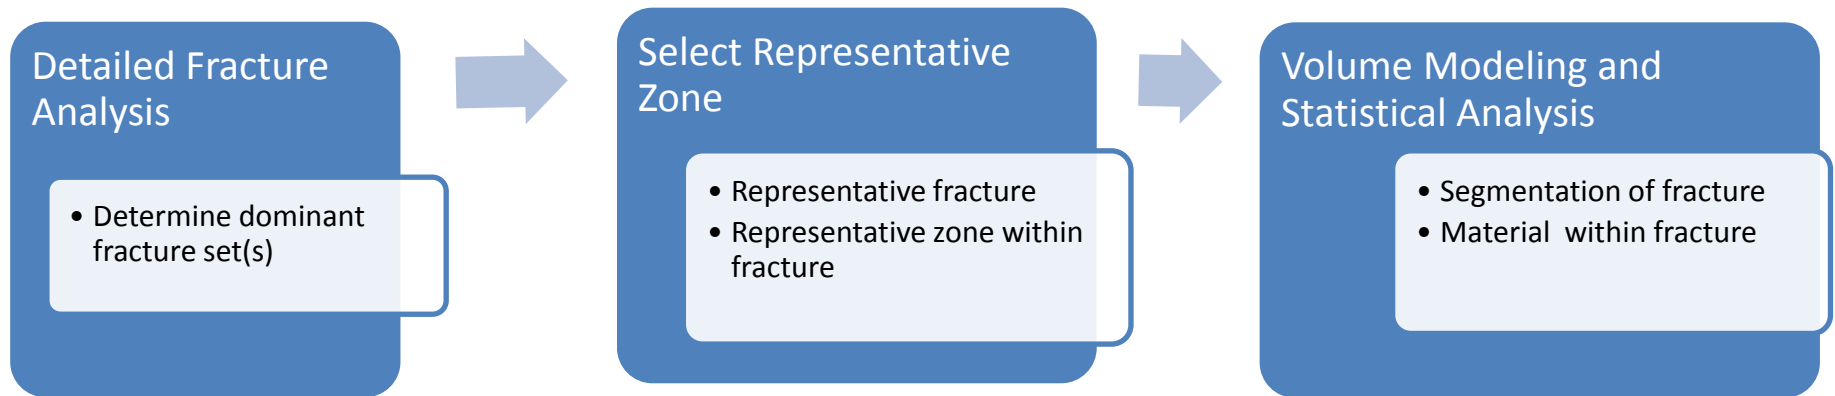 Detailed Fracture
Analysis
• Determine dominant
fracture set(s)
Select Representative
Zone
• Representative fracture
• Representative zone within
fracture
Volume Modeling and
Statistical Analysis
• Segmentation of fracture
• Material  within fracture